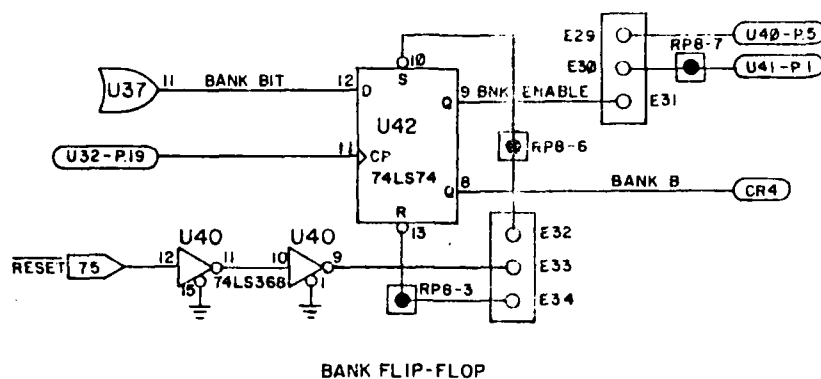 E29
U40-P.5
RP8-7
E30
U41-P1
E31
10
S
U37
11 BANK BIT 12 D
Q 9 BNK ENABLE
U42
U32-P.19
11 CP
74LS74
RP8-6
Q 8 BANK B
CR4
R
13
U40 U40
E32
RESET 75
12 11 10 9
E33
15 74LS368 1
RP8-3
E34
BANK FLIP-FLOP